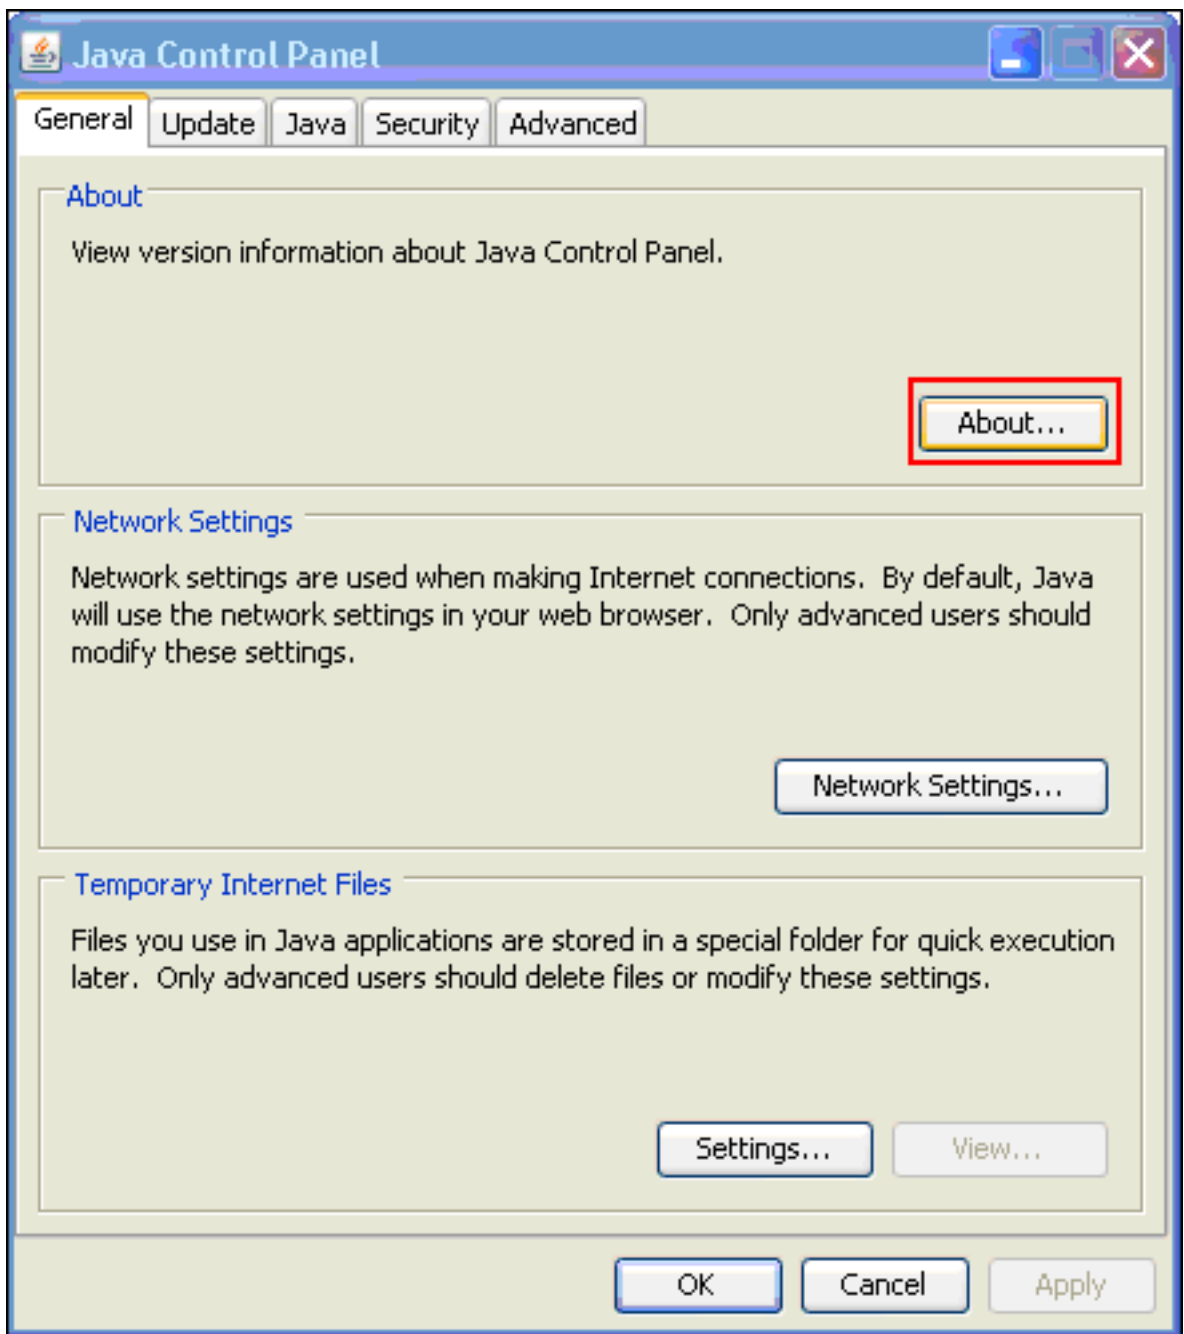 Java Control Panel
General Update Java Security Advanced
About
View version information about Java Control Panel.
About...
Network Settings
Network settings are used when making Internet connections.  By default, Java
will use the network settings in your web browser.  Only advanced users should
modify these settings.
Network Settings...
Temporary Internet Files
Files you use in Java applications are stored in a special folder for quick execution
later.  Only advanced users should delete files or modify these settings.
Settings... View...
OK Cancel Apply